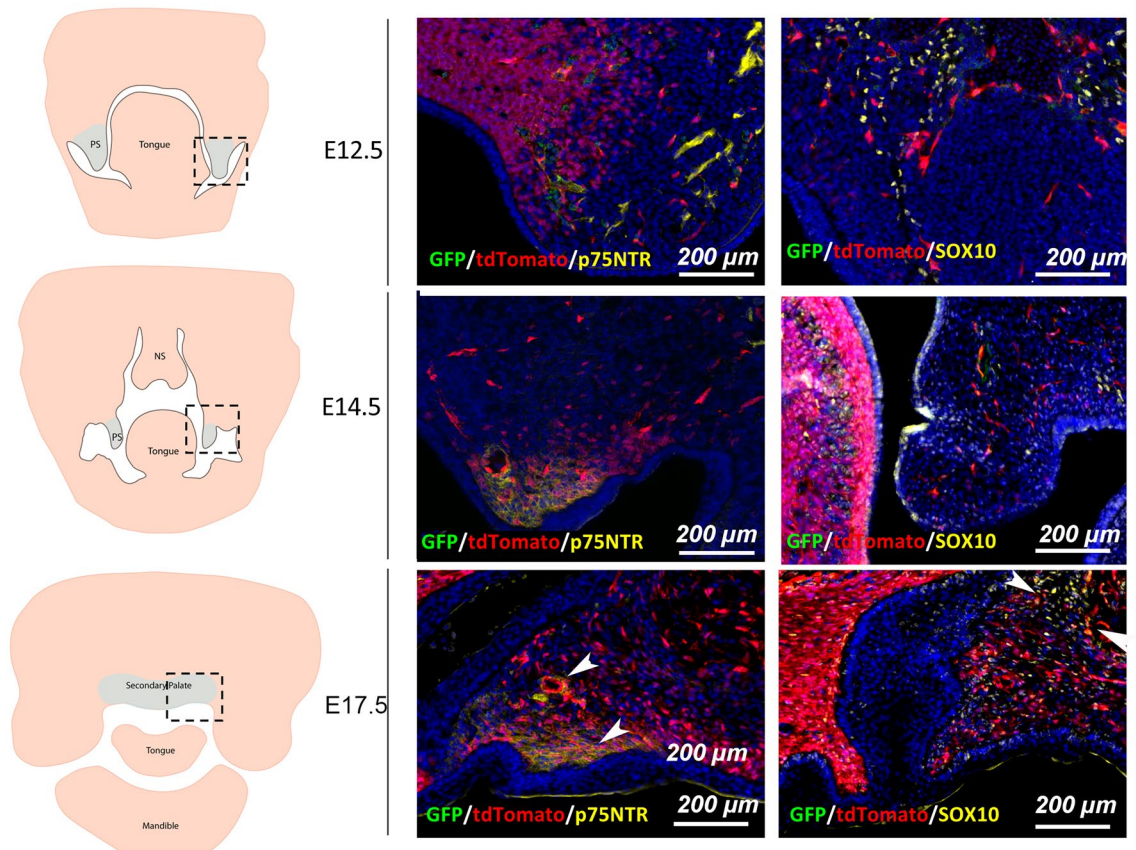 PS
Tongue
E12.5
GFP/tdTomato/p75NTR
200 µm
GFP/tdTomato/SOX10
200 µm
NS
PS
Tongue
E14.5
GFP/tdTomato/p75NTR
200 µm
GFP/tdTomato/SOX10
200 µm
Secondary Palate
Tongue
Mandible
E17.5
200 µm
GFP/tdTomato/p75NTR
200 µm
GFP/tdTomato/SOX10
200 µm